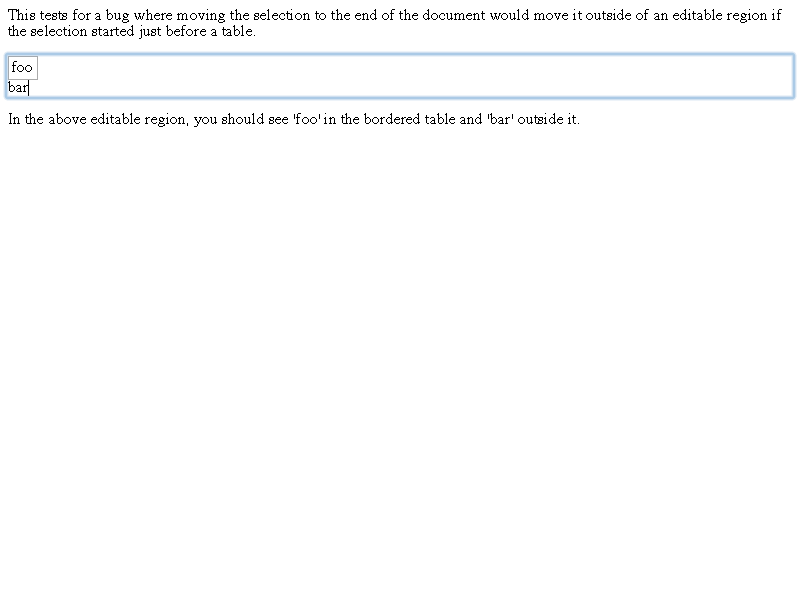 This tests for a bug where moving the selection to the end of the document would move it outside of an editable region if
the selection started just before a table.
foo
bar
In the above editable region, you should see 'foo' in the bordered table and 'bar' outside it.